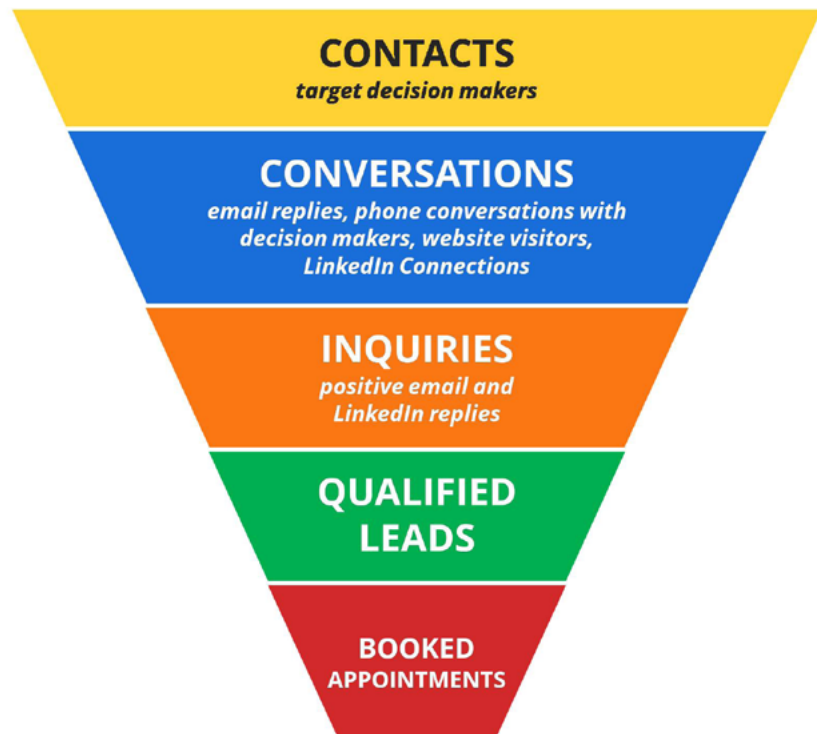 CONTACTS
target decision makers
CONVERSATIONS
email replies, phone conversations with
decision makers, website visitors,
LinkedIn Connections
INQUIRIES
positive email and
LinkedIn replies
QUALIFIED
LEADS
BOOKED
APPOINTMENTS